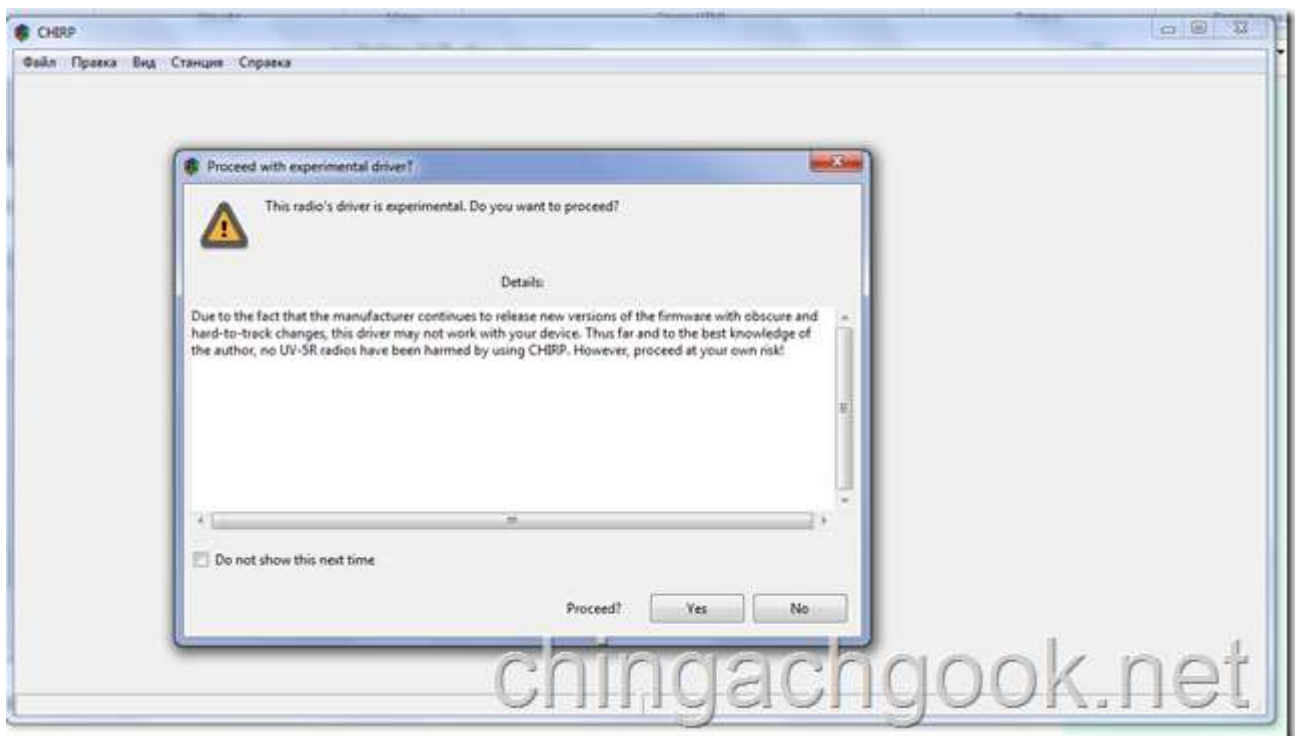 CHIRP
Файл Правка Вид Станция Справка
Proceed with experimental driver?
This radio's driver is experimental. Do you want to proceed?
Details:
Due to the fact that the manufacturer continues to release new versions of the firmware with obscure and
hard-to-track changes, this driver may not work with your device. Thus far and to the best knowledge of
the author, no UV-5R radios have been harmed by using CHIRP. However, proceed at your own risk!
Do not show this next time
Proceed? Yes No
chingachgook.net